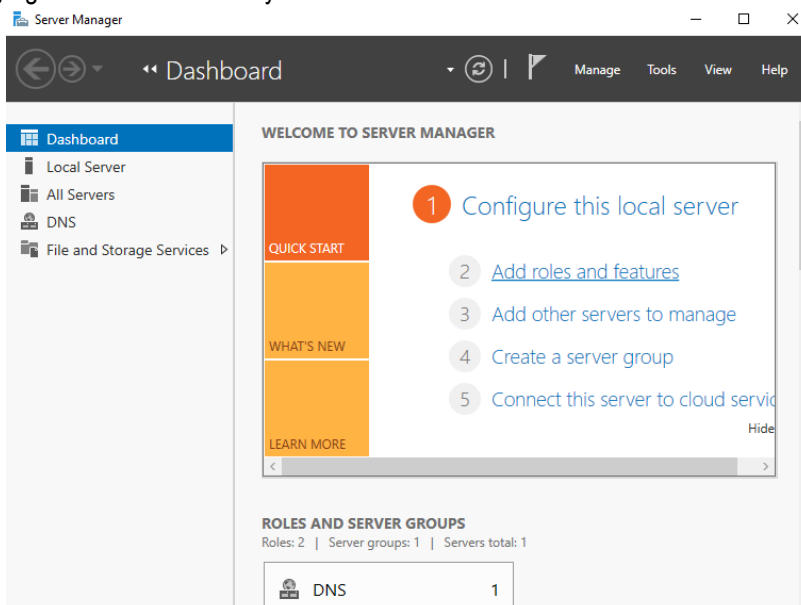 Server Manager
Dashboard
Manage Tools View Help
Dashboard
Local Server
All Servers
DNS
File and Storage Services
WELCOME TO SERVER MANAGER
QUICK START
WHAT'S NEW
LEARN MORE
1 Configure this local server
2 Add roles and features
3 Add other servers to manage
4 Create a server group
5 Connect this server to cloud servic
Hide
ROLES AND SERVER GROUPS
Roles: 2 | Server groups: 1 | Servers total: 1
DNS 1